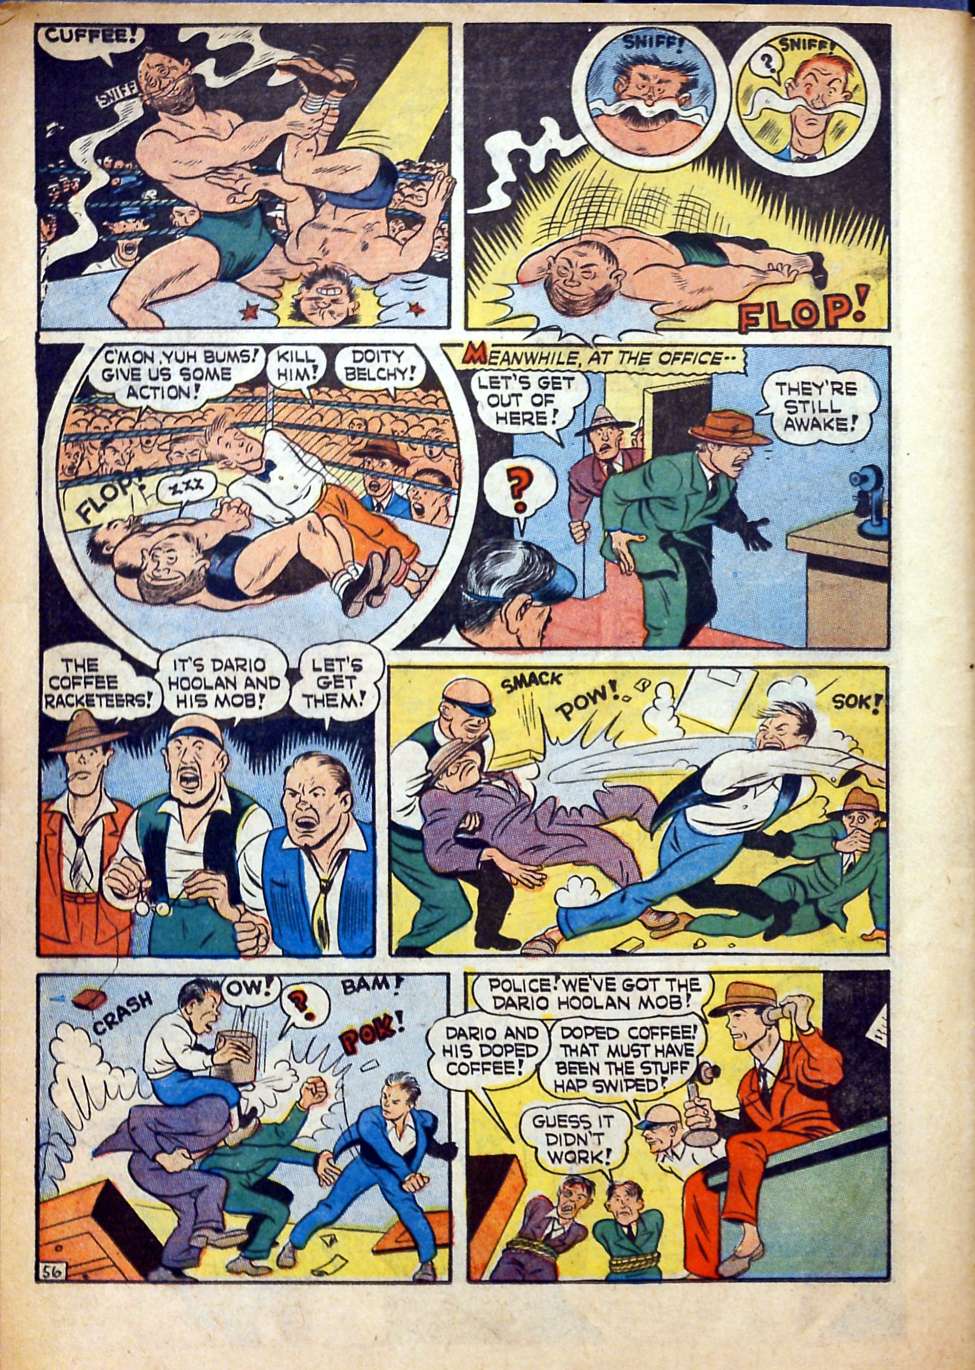 CUFFEE!
SNIFF
SNIFF!
?
SNIFF!
FLOP!
C'MON, YUH BUMS!
GIVE US SOME
ACTION!
KILL
HIM!
DOITY
BELCHY!
FLOP!
ZZZ
MEANWHILE, AT THE OFFICE--
LET'S GET
OUT OF
HERE!
THEY'RE
STILL
AWAKE!
?
THE
COFFEE
RACKETEERS!
IT'S DARIO
HOOLAN AND
HIS MOB!
LET'S
GET
THEM!
SMACK
POW!
SOK!
CRASH
OW!
?
BAM!
POK!
56
POLICE! WE'VE GOT THE
DARIO HOOLAN MOB!
DARIO AND
HIS DOPED
COFFEE!
DOPED COFFEE!
THAT MUST HAVE
BEEN THE STUFF
HAP SWIPED!
GUESS IT
DIDN'T
WORK!